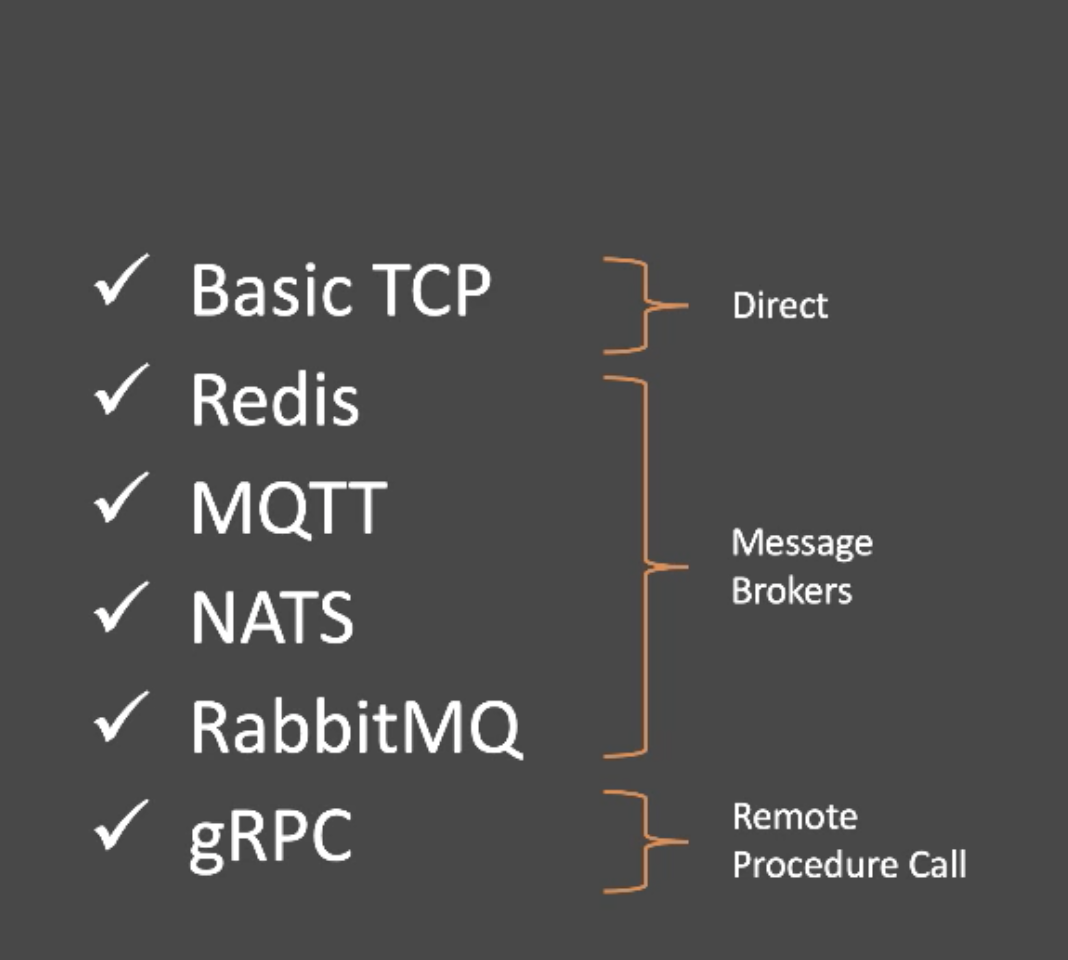 Basic TCP
Direct
Redis
MQTT
Message
Brokers
NATS
RabbitMQ
gRPC
Remote
Procedure Call